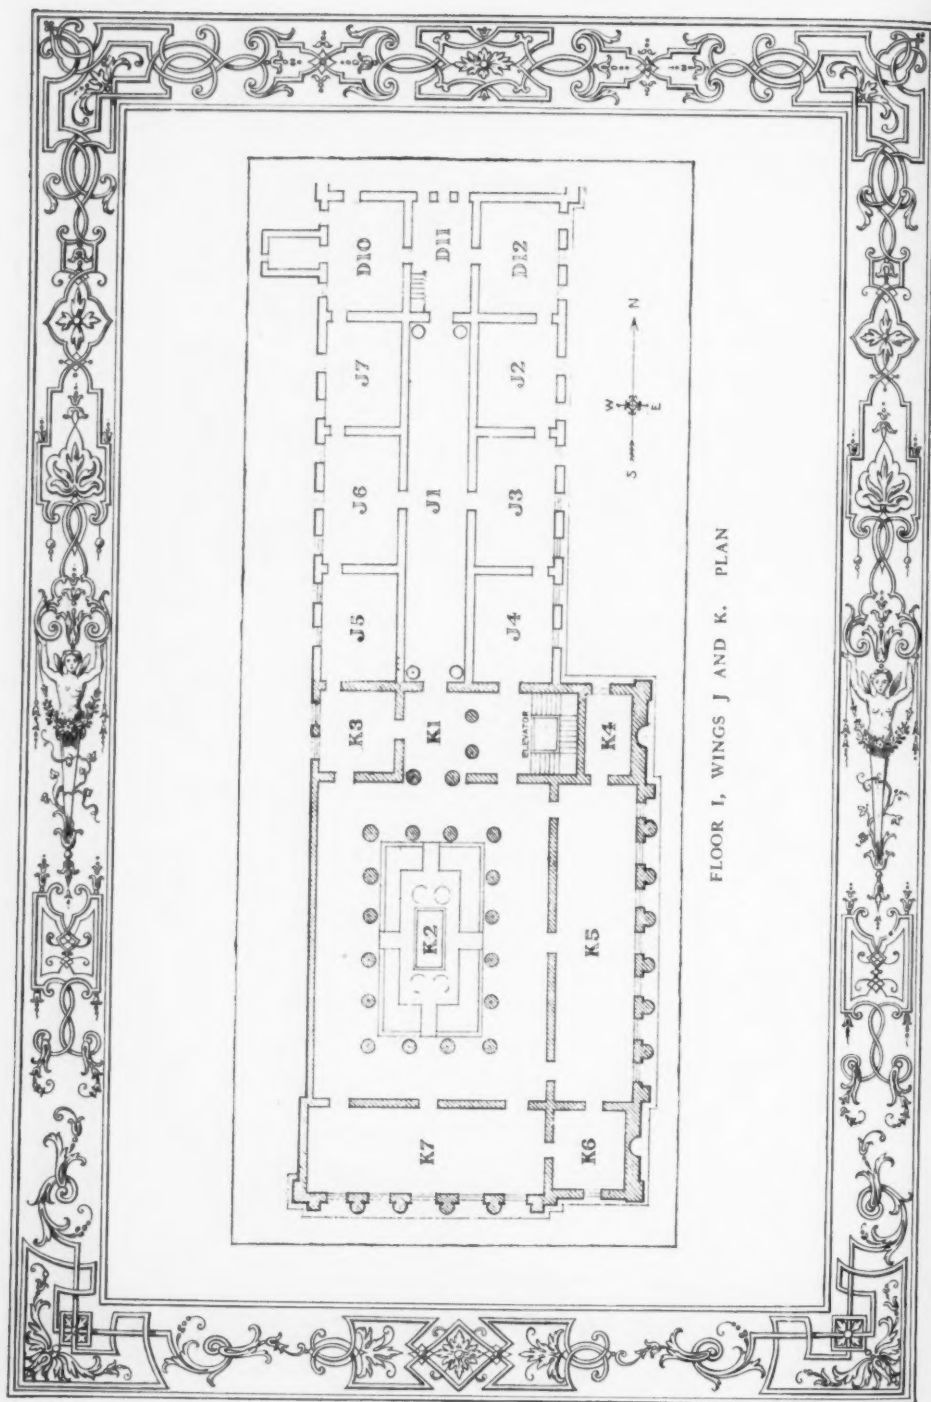 D10
D11
D12
J7
J2
J6
J1
J3
J5
J4
K3
K1
ELEVATOR
K4
K2
K5
K7
K6
S
W
E
N
FLOOR I, WINGS J AND K. PLAN